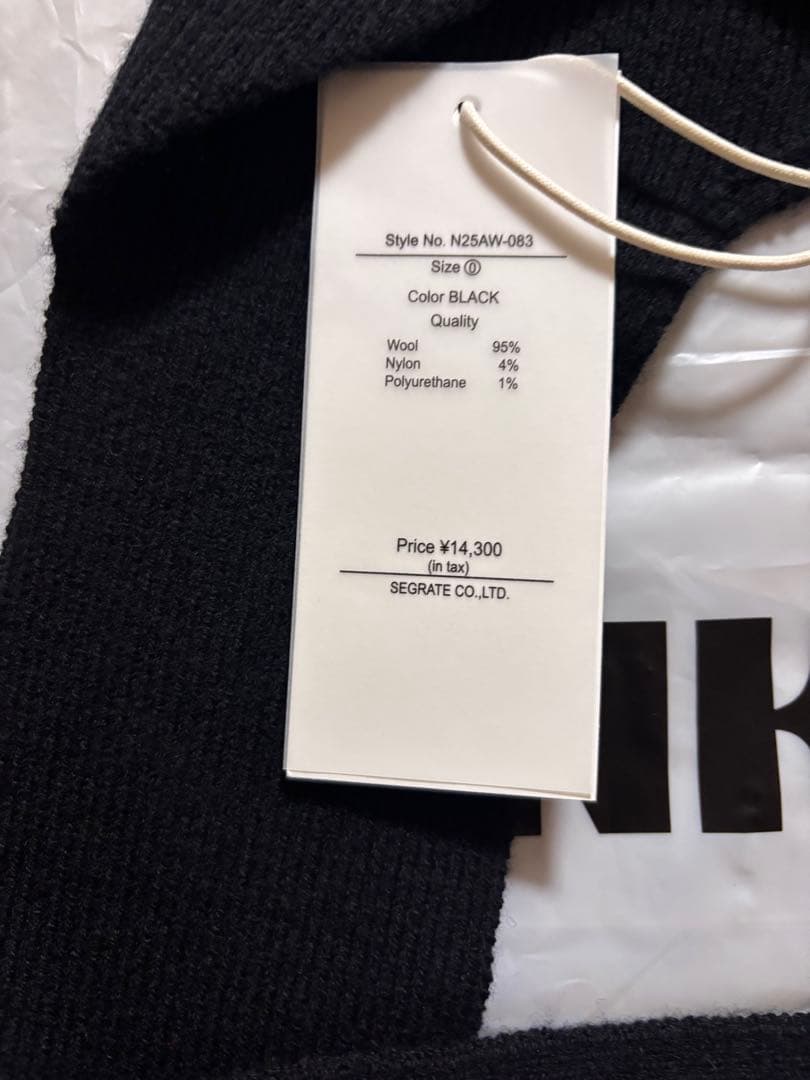 Style No. N25AW-083
Size ⓪
Color BLACK
Quality
Wool 95%
Nylon 4%
Polyurethane 1%
Price ¥14,300
(in tax)
SEGRATE CO.,LTD.
NK